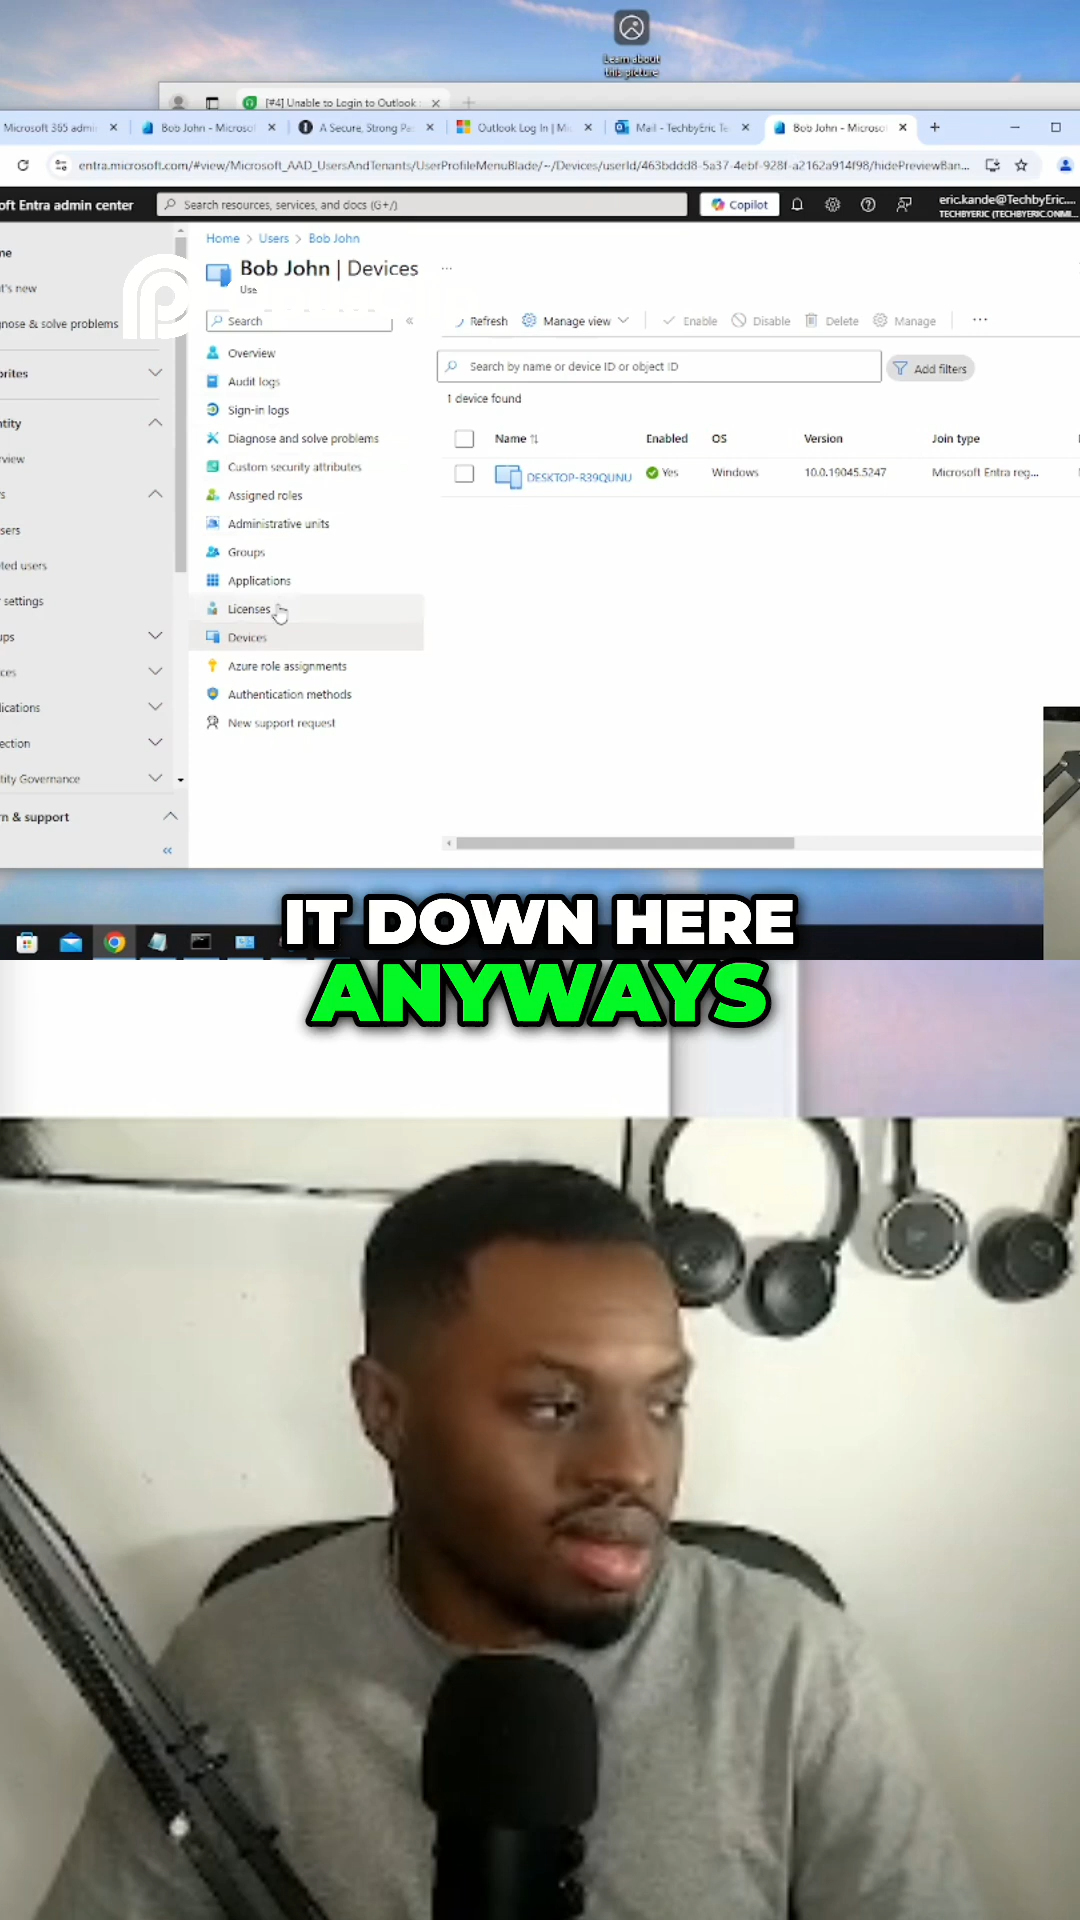 Learn about
this picture
[#4] Unable to Login to Outlook :
Microsoft 365 admi
Bob John - Microsof
A Secure, Strong Pa
Outlook Log In | Mi
Mail - TechbyEric Te
Bob John - Microso
entra.microsoft.com/#view/Microsoft_AAD_UsersAndTenants/UserProfileMenuBlade/~/Devices/userId/463bddd8-5a37-4ebf-928f-a2162a914f98/hidePreviewBan...
oft Entra admin center
Search resources, services, and docs (G+/)
Copilot
eric.kande@TechbyEric....
TECHBYERIC (TECHBYERIC.ONMI...
me
t's new
gnose & solve problems
orites
ntity
rview
s
sers
ted users
settings
ups
ces
lications
ection
tity Governance
n & support
Home > Users > Bob John
Bob John | Devices
Use
Search
Overview
Audit logs
Sign-in logs
Diagnose and solve problems
Custom security attributes
Assigned roles
Administrative units
Groups
Applications
Licenses
Devices
Azure role assignments
Authentication methods
New support request
Refresh
Manage view
Enable
Disable
Delete
Manage
Search by name or device ID or object ID
Add filters
1 device found
Name
Enabled
OS
Version
Join type
DESKTOP-R39QUNU
Yes
Windows
10.0.19045.5247
Microsoft Entra reg...
IT DOWN HERE
ANYWAYS